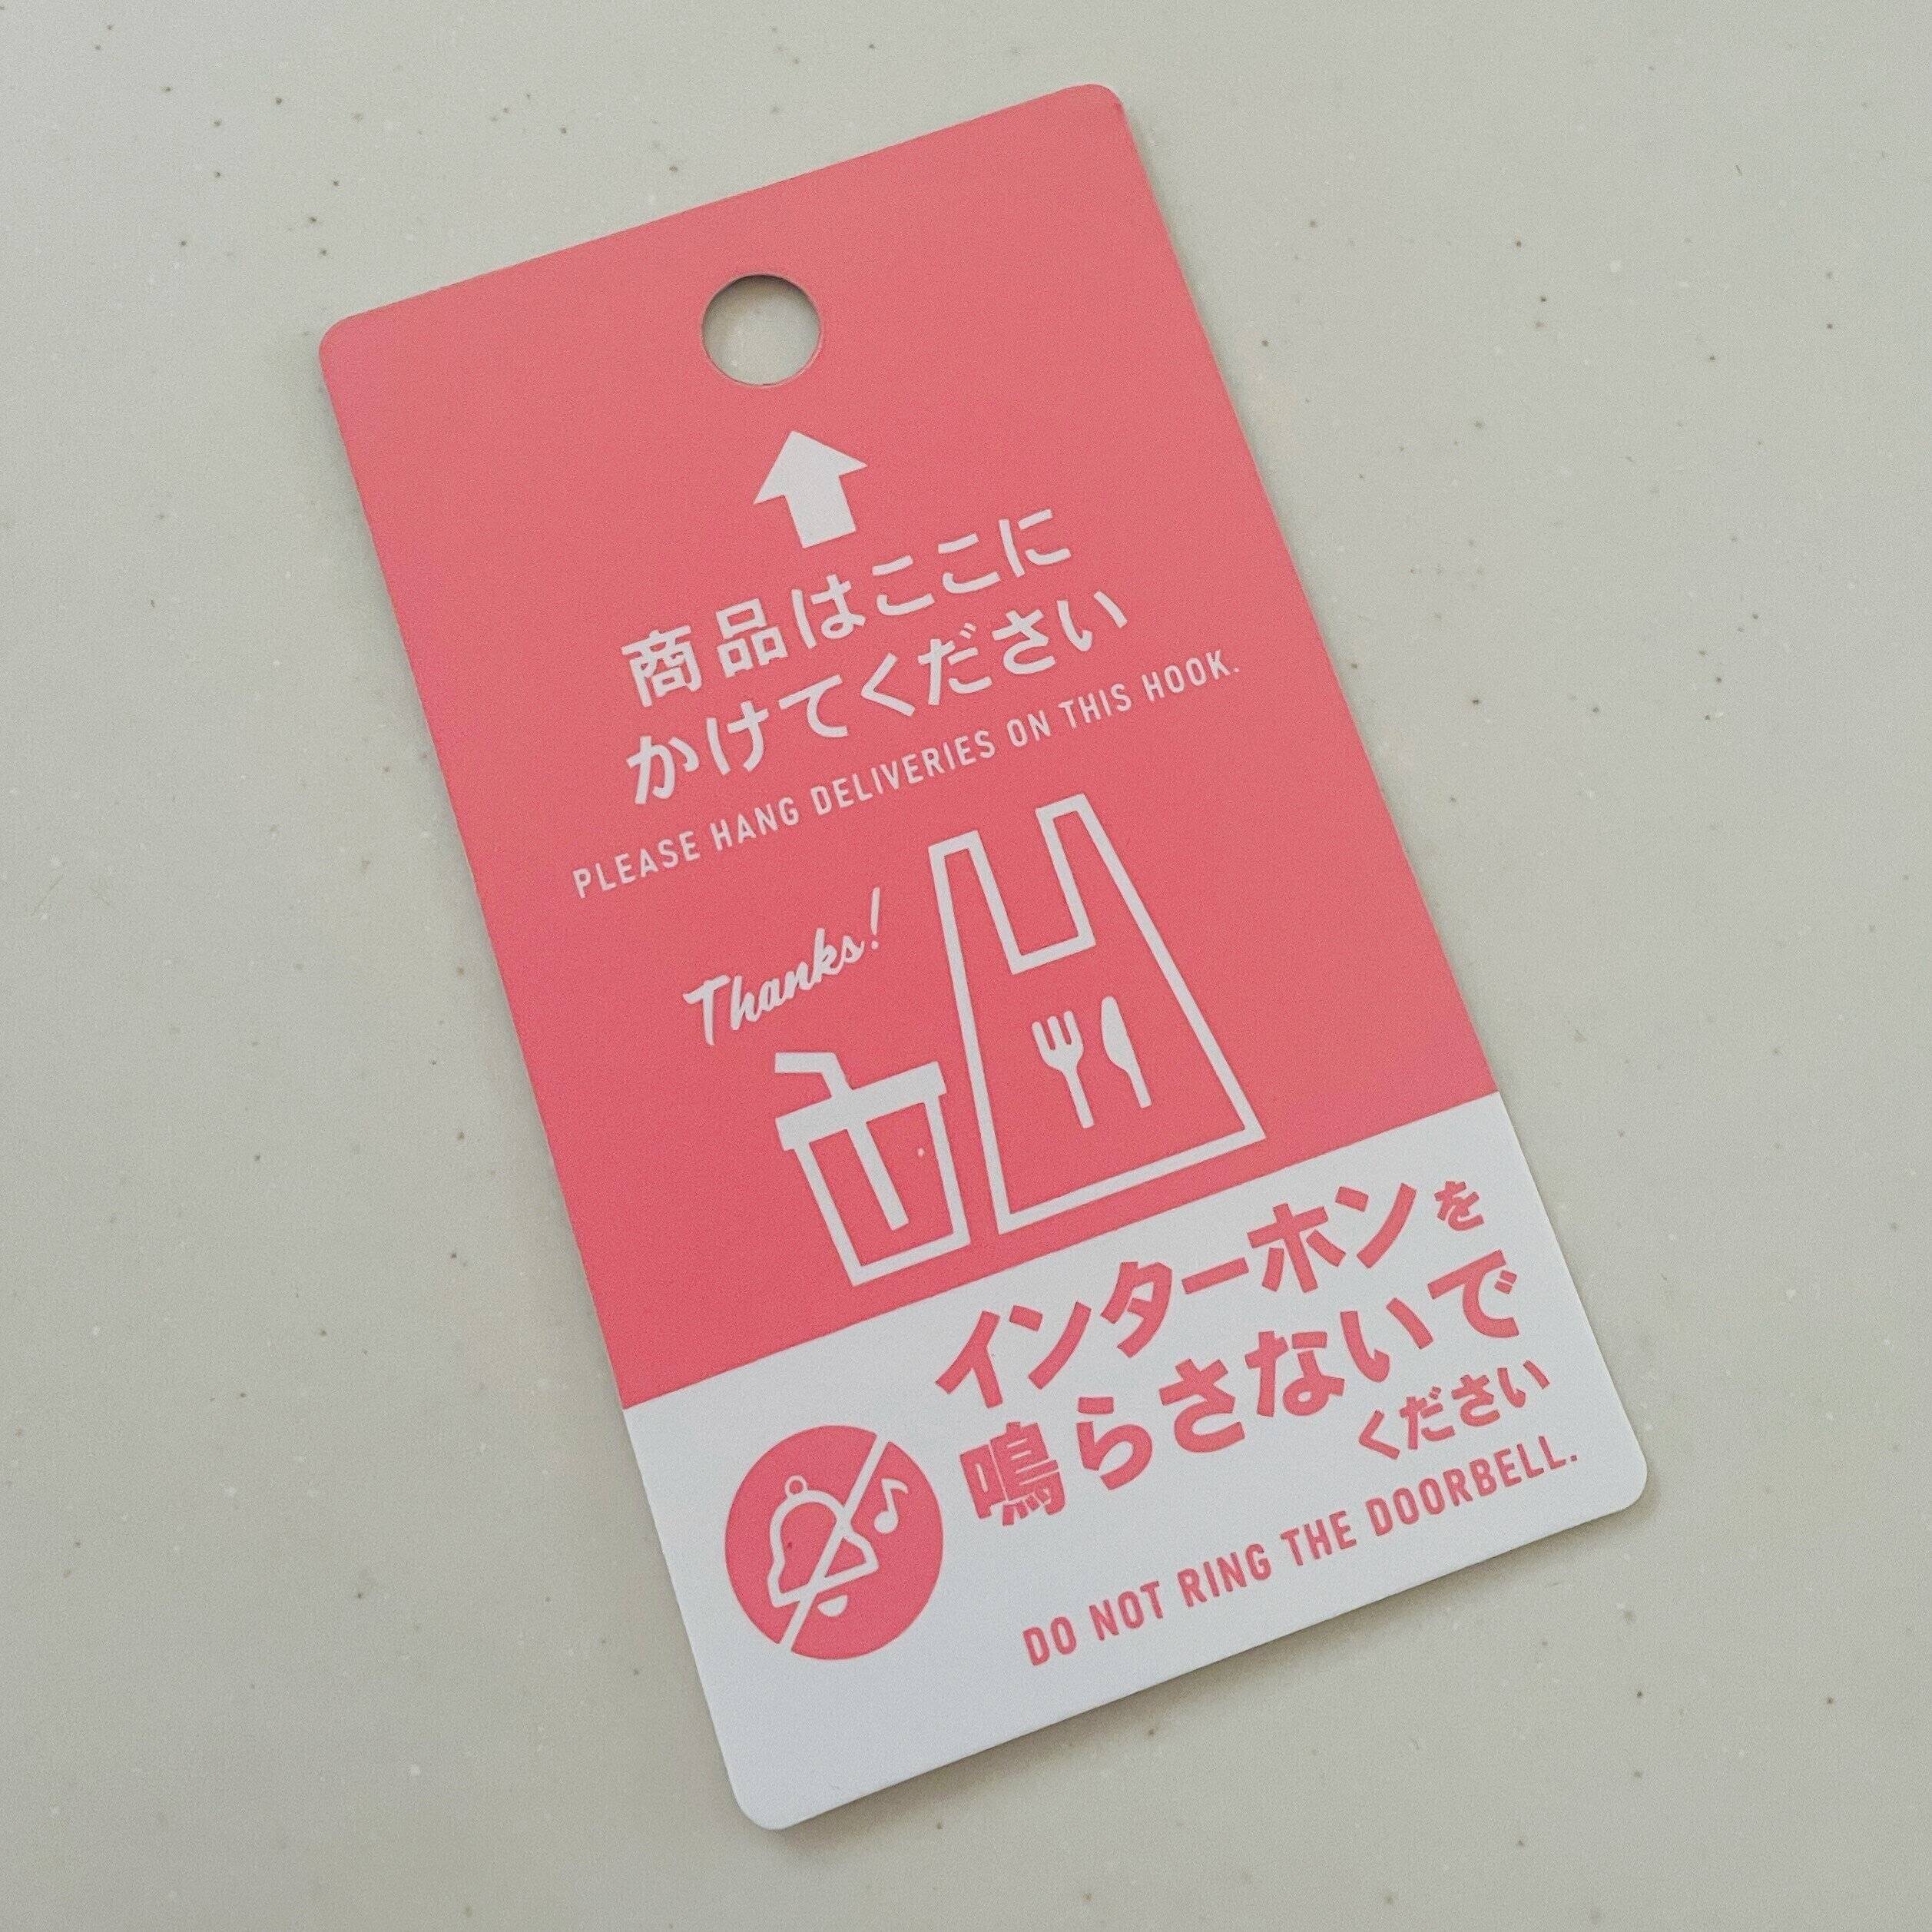 商品はここに
かけてください
PLEASE HANG DELIVERIES ON THIS HOOK.
Thanks!
インターホンを
鳴らさないで
ください
DO NOT RING THE DOORBELL.